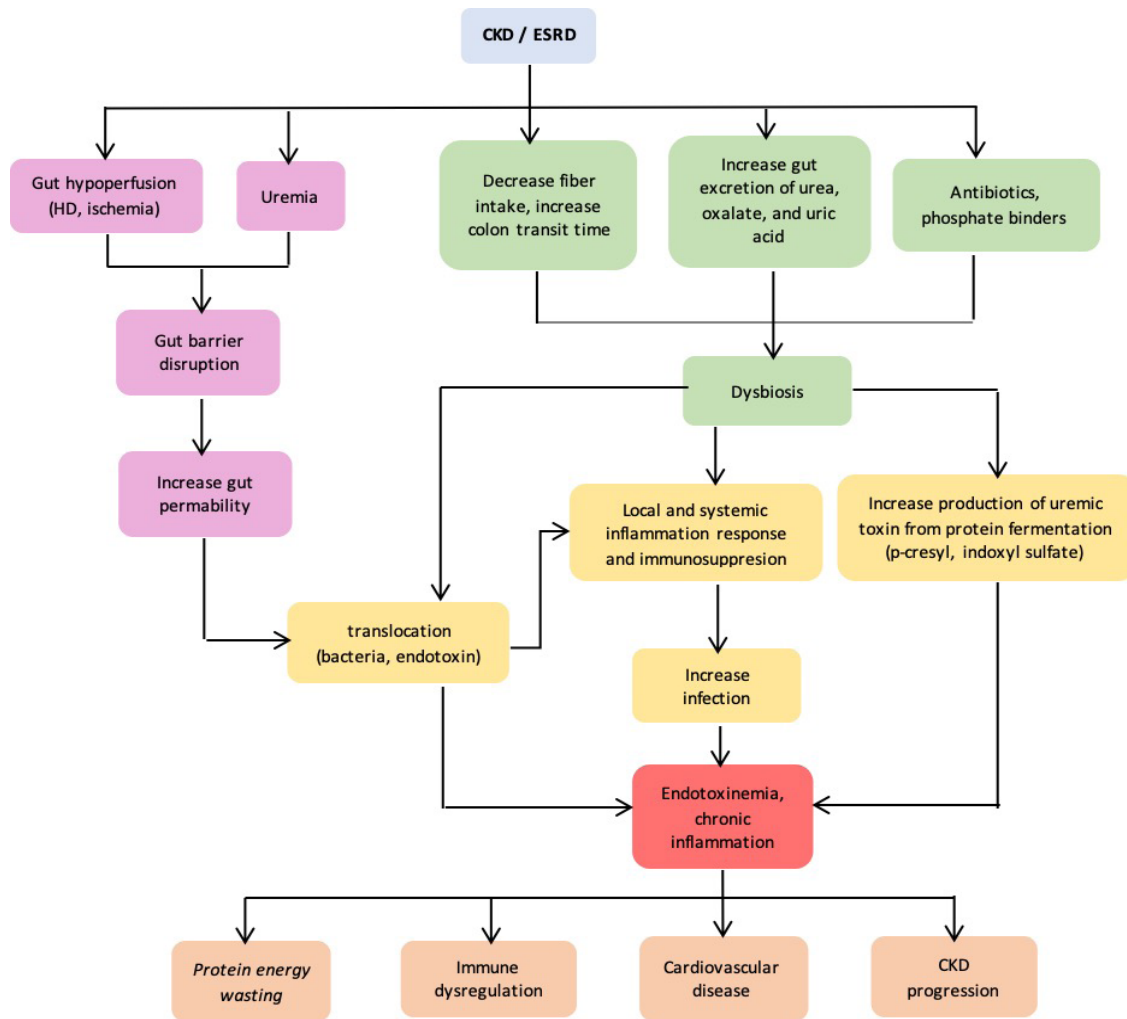 CKD / ESRD
Gut hypoperfusion
(HD, ischemia)
Uremia
Decrease fiber
intake, increase
colon transit time
Increase gut
excretion of urea,
oxalate, and uric
acid
Antibiotics,
phosphate binders
Gut barrier
disruption
Dysbiosis
Increase gut
permability
Local and systemic
inflammation response
and immunosuppresion
Increase production of uremic
toxin from protein fermentation
(p-cresyl, indoxyl sulfate)
translocation
(bacteria, endotoxin)
Increase
infection
Endotoxinemia,
chronic
inflammation
Protein energy
wasting
Immune
dysregulation
Cardiovascular
disease
CKD
progression